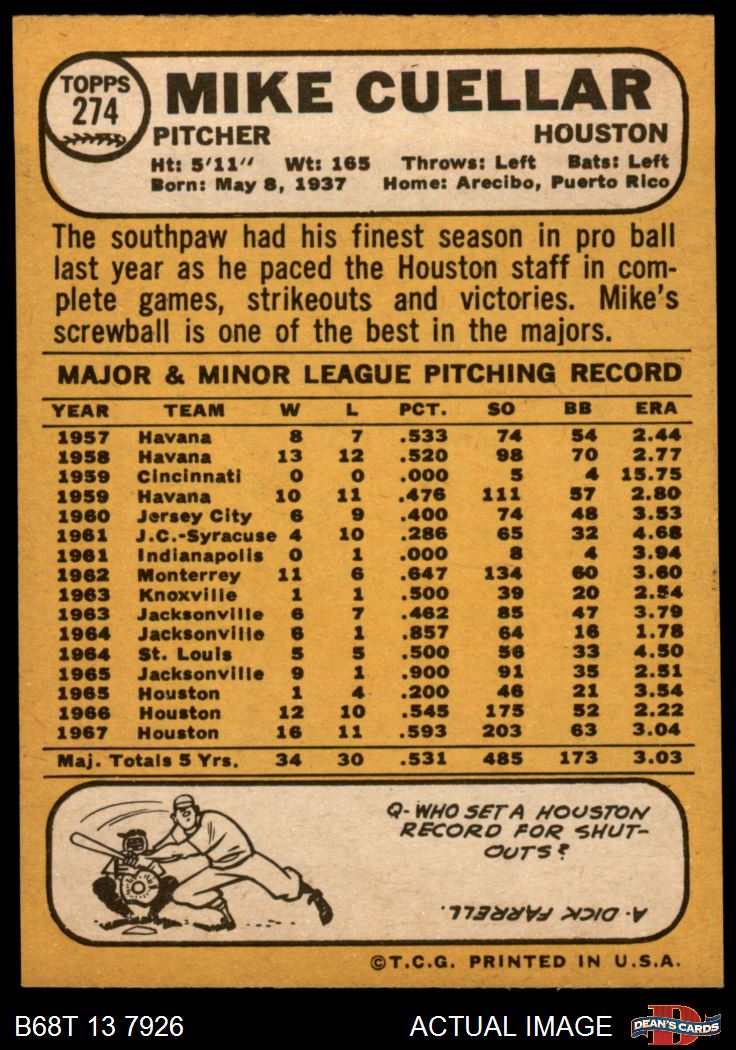 TOPPS
274
MIKE CUELLAR
PITCHER HOUSTON
Ht: 5'11" Wt: 165 Throws: Left Bats: Left
Born: May 8, 1937 Home: Arecibo, Puerto Rico
The southpaw had his finest season in pro ball
last year as he paced the Houston staff in com-
plete games, strikeouts and victories. Mike's
screwball is one of the best in the majors.
MAJOR & MINOR LEAGUE PITCHING RECORD
YEAR TEAM W L PCT. SO BB ERA
1957 Havana 8 7 .533 74 54 2.44
1958 Havana 13 12 .520 98 70 2.77
1959 Cincinnati 0 0 .000 5 4 15.75
1959 Havana 10 11 .476 111 57 2.80
1960 Jersey City 6 9 .400 74 48 3.53
1961 J.C.-Syracuse 4 10 .286 65 32 4.68
1961 Indianapolis 0 1 .000 8 4 3.94
1962 Monterrey 11 6 .647 134 60 3.60
1963 Knoxville 1 1 .500 39 20 2.54
1963 Jacksonville 6 7 .462 85 47 3.79
1964 Jacksonville 6 1 .857 64 16 1.78
1964 St. Louis 5 5 .500 56 33 4.50
1965 Jacksonville 9 1 .900 91 35 2.51
1965 Houston 1 4 .200 46 21 3.54
1966 Houston 12 10 .545 175 52 2.22
1967 Houston 16 11 .593 203 63 3.04
Maj. Totals 5 Yrs. 34 30 .531 485 173 3.03
Q-WHO SET A HOUSTON
RECORD FOR SHUT-
OUTS?
A. DICK FARRELL.
©T.C.G. PRINTED IN U.S.A.
B68T 13 7926 ACTUAL IMAGE D DEAN'S CARDS